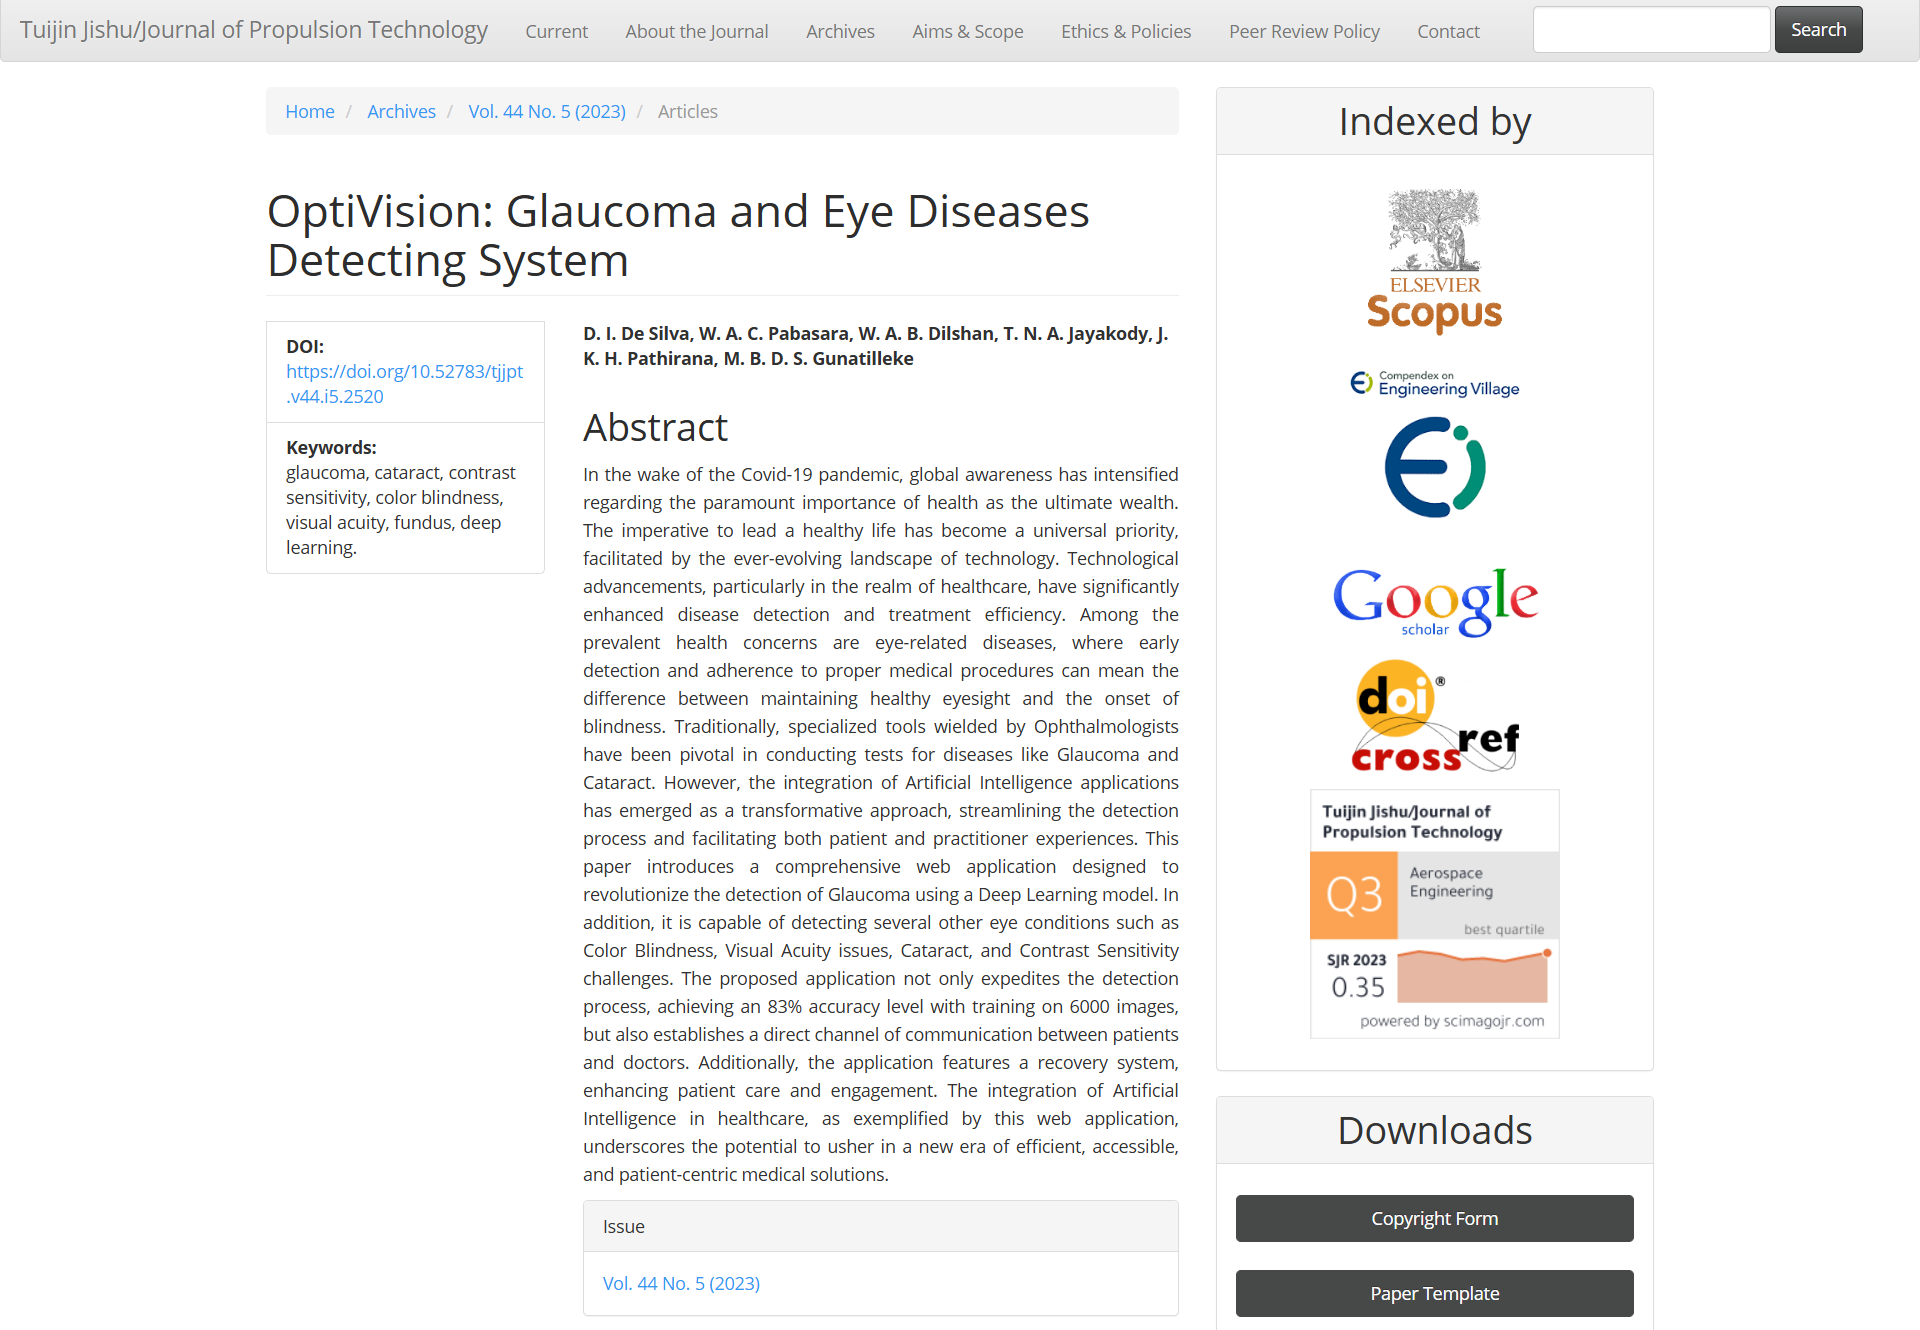 Tuijin Jishu/Journal of Propulsion Technology
Current
About the Journal
Archives
Aims & Scope
Ethics & Policies
Peer Review Policy
Contact
Search
Home / Archives / Vol. 44 No. 5 (2023) / Articles
OptiVision: Glaucoma and Eye Diseases
Detecting System
DOI:
https://doi.org/10.52783/tjjpt
.v44.i5.2520
Keywords:
glaucoma, cataract, contrast
sensitivity, color blindness,
visual acuity, fundus, deep
learning.
D. I. De Silva, W. A. C. Pabasara, W. A. B. Dilshan, T. N. A. Jayakody, J.
K. H. Pathirana, M. B. D. S. Gunatilleke
Abstract
In the wake of the Covid-19 pandemic, global awareness has intensified
regarding the paramount importance of health as the ultimate wealth.
The imperative to lead a healthy life has become a universal priority,
facilitated by the ever-evolving landscape of technology. Technological
advancements, particularly in the realm of healthcare, have significantly
enhanced disease detection and treatment efficiency. Among the
prevalent health concerns are eye-related diseases, where early
detection and adherence to proper medical procedures can mean the
difference between maintaining healthy eyesight and the onset of
blindness. Traditionally, specialized tools wielded by Ophthalmologists
have been pivotal in conducting tests for diseases like Glaucoma and
Cataract. However, the integration of Artificial Intelligence applications
has emerged as a transformative approach, streamlining the detection
process and facilitating both patient and practitioner experiences. This
paper introduces a comprehensive web application designed to
revolutionize the detection of Glaucoma using a Deep Learning model. In
addition, it is capable of detecting several other eye conditions such as
Color Blindness, Visual Acuity issues, Cataract, and Contrast Sensitivity
challenges. The proposed application not only expedites the detection
process, achieving an 83% accuracy level with training on 6000 images,
but also establishes a direct channel of communication between patients
and doctors. Additionally, the application features a recovery system,
enhancing patient care and engagement. The integration of Artificial
Intelligence in healthcare, as exemplified by this web application,
underscores the potential to usher in a new era of efficient, accessible,
and patient-centric medical solutions.
Issue
Vol. 44 No. 5 (2023)
Indexed by
ELSEVIER
Scopus
Compendex on
Engineering Village
Ei
Google
scholar
doi®
crossref
Tuijin Jishu/Journal of
Propulsion Technology
Q3
Aerospace
Engineering
best quartile
SJR 2023
0.35
powered by scimagojr.com
Downloads
Copyright Form
Paper Template